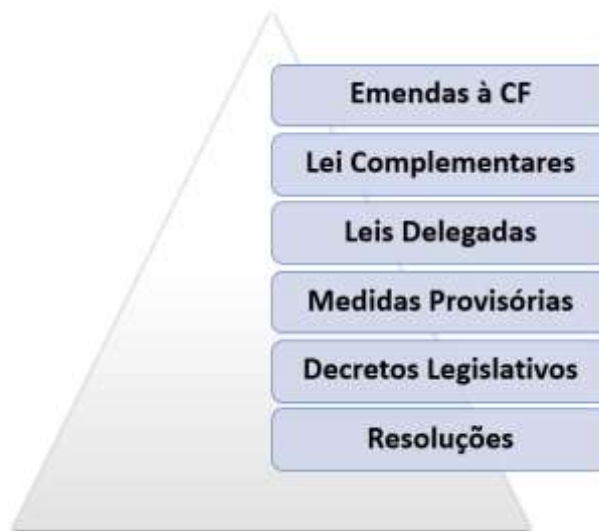 Emendas à CF
Lei Complementares
Leis Delegadas
Medidas Provisórias
Decretos Legislativos
Resoluções